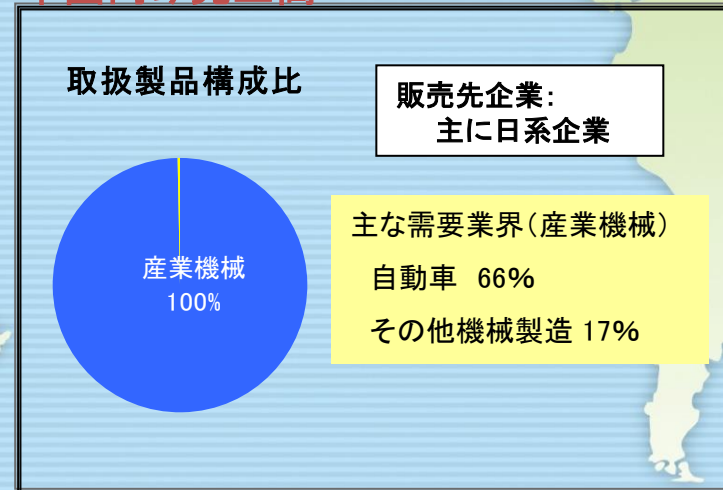 取扱製品構成比
販売先企業:
主に日系企業
産業機械
100%
主な需要業界(産業機械)
自動車 66%
その他機械製造 17%